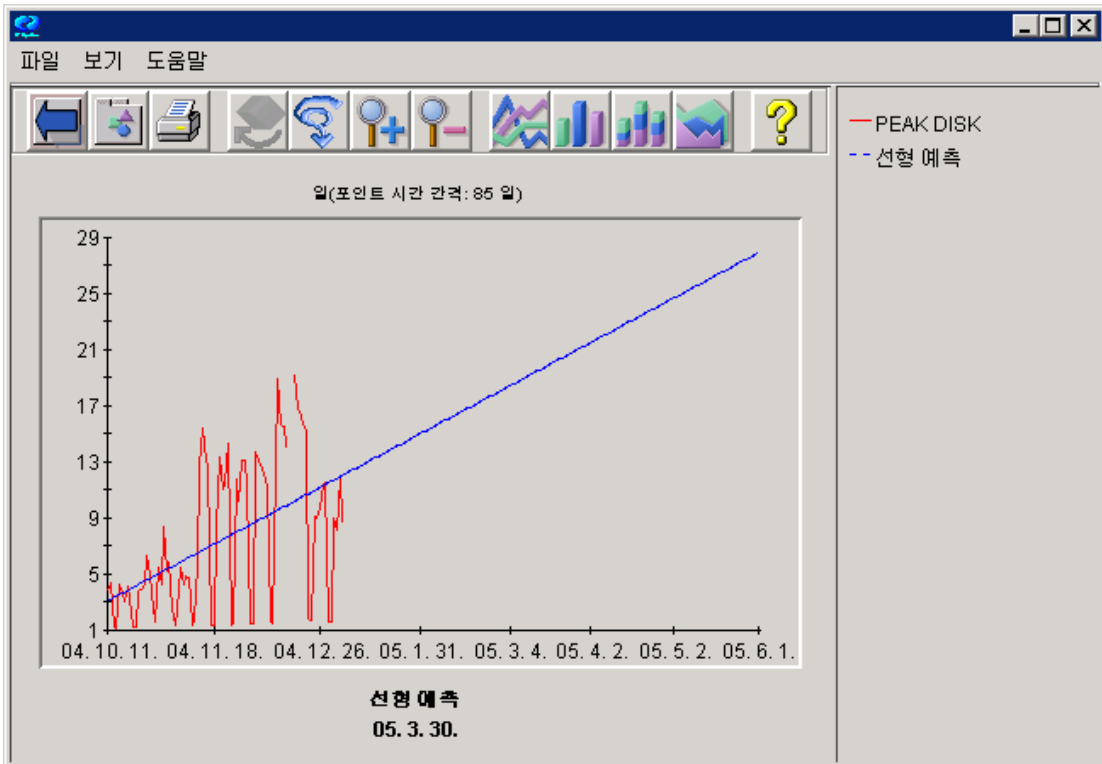 파일 보기 도움말
PEAK DISK
선형 예측
일(포인트 시간 간격: 85 일)
29
25
21
17
13
9
5
1
04. 10. 11. 04. 11. 18. 04. 12. 26. 05. 1. 31. 05. 3. 4. 05. 4. 2. 05. 5. 2. 05. 6. 1.
선형 예측
05. 3. 30.